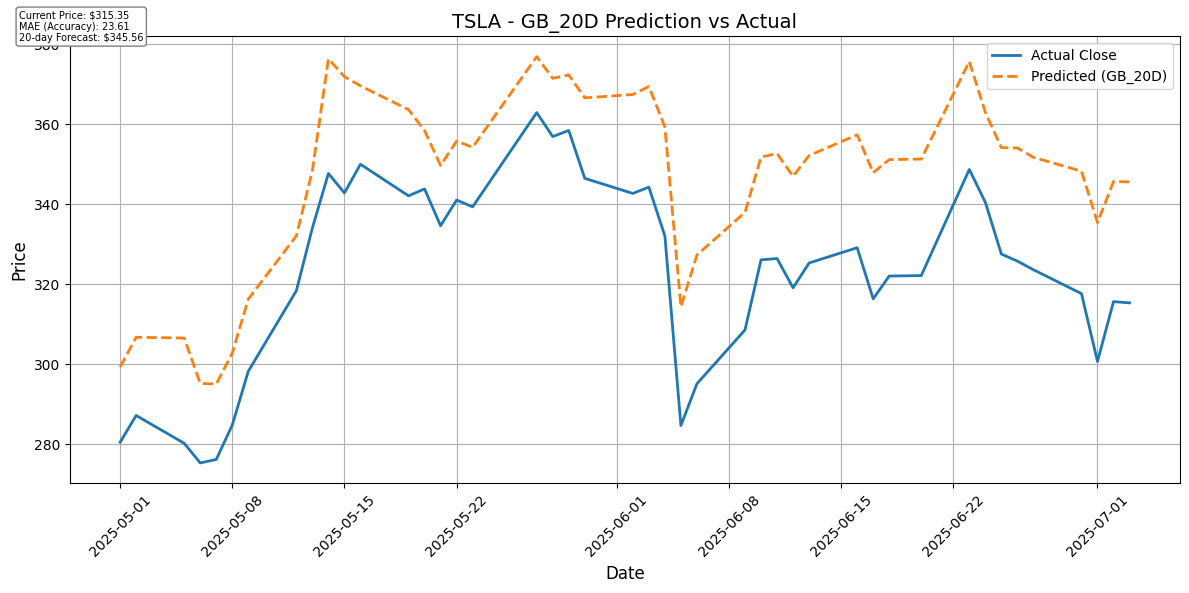 TSLA - GB_20D Prediction vs Actual
Current Price: $315.35
MAE (Accuracy): 23.61
20-day Forecast: $345.56
Actual Close
Predicted (GB_20D)
Price
380
360
340
320
300
280
2025-05-01
2025-05-08
2025-05-15
2025-05-22
2025-06-01
2025-06-08
2025-06-15
2025-06-22
2025-07-01
Date